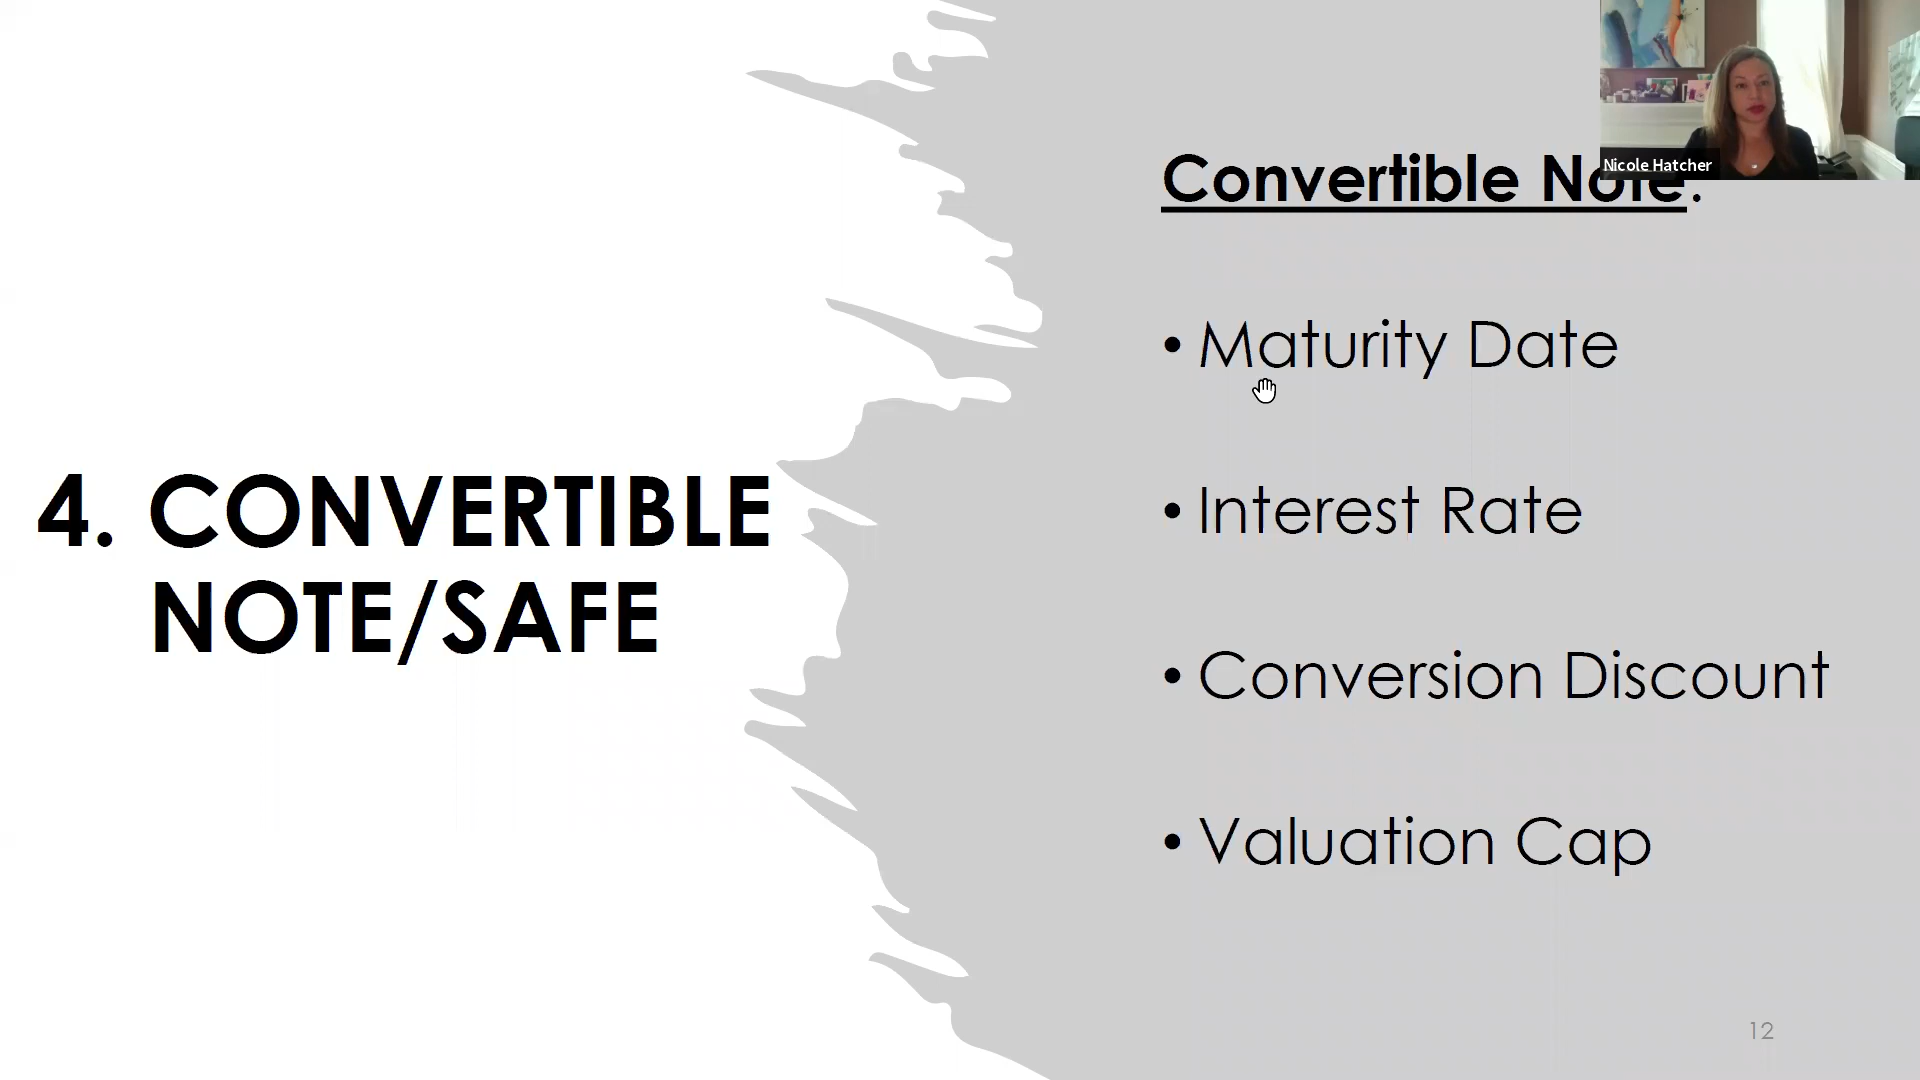 4. CONVERTIBLE
NOTE/SAFE
Convertible Note:
• Maturity Date
• Interest Rate
• Conversion Discount
• Valuation Cap
Nicole Hatcher
12